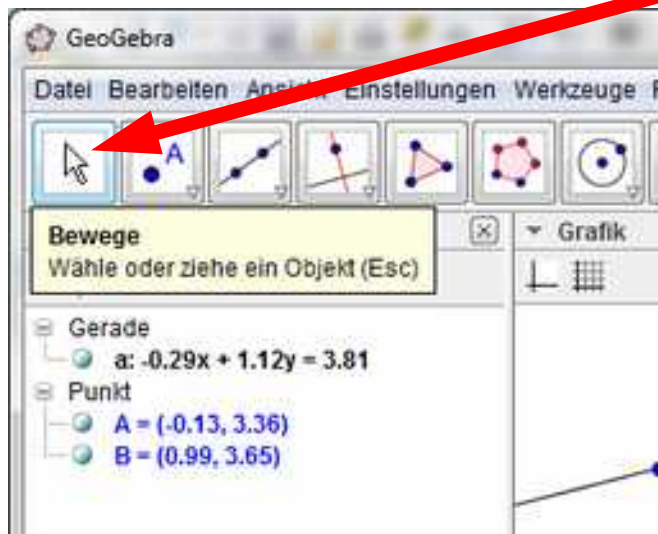 GeoGebra
Datei Bearbeiten Ansicht Einstellungen Werkzeuge
A
Bewege
Wähle oder ziehe ein Objekt (Esc)
Grafik
Gerade
a: -0.29x + 1.12y = 3.81
Punkt
A = (-0.13, 3.36)
B = (0.99, 3.65)